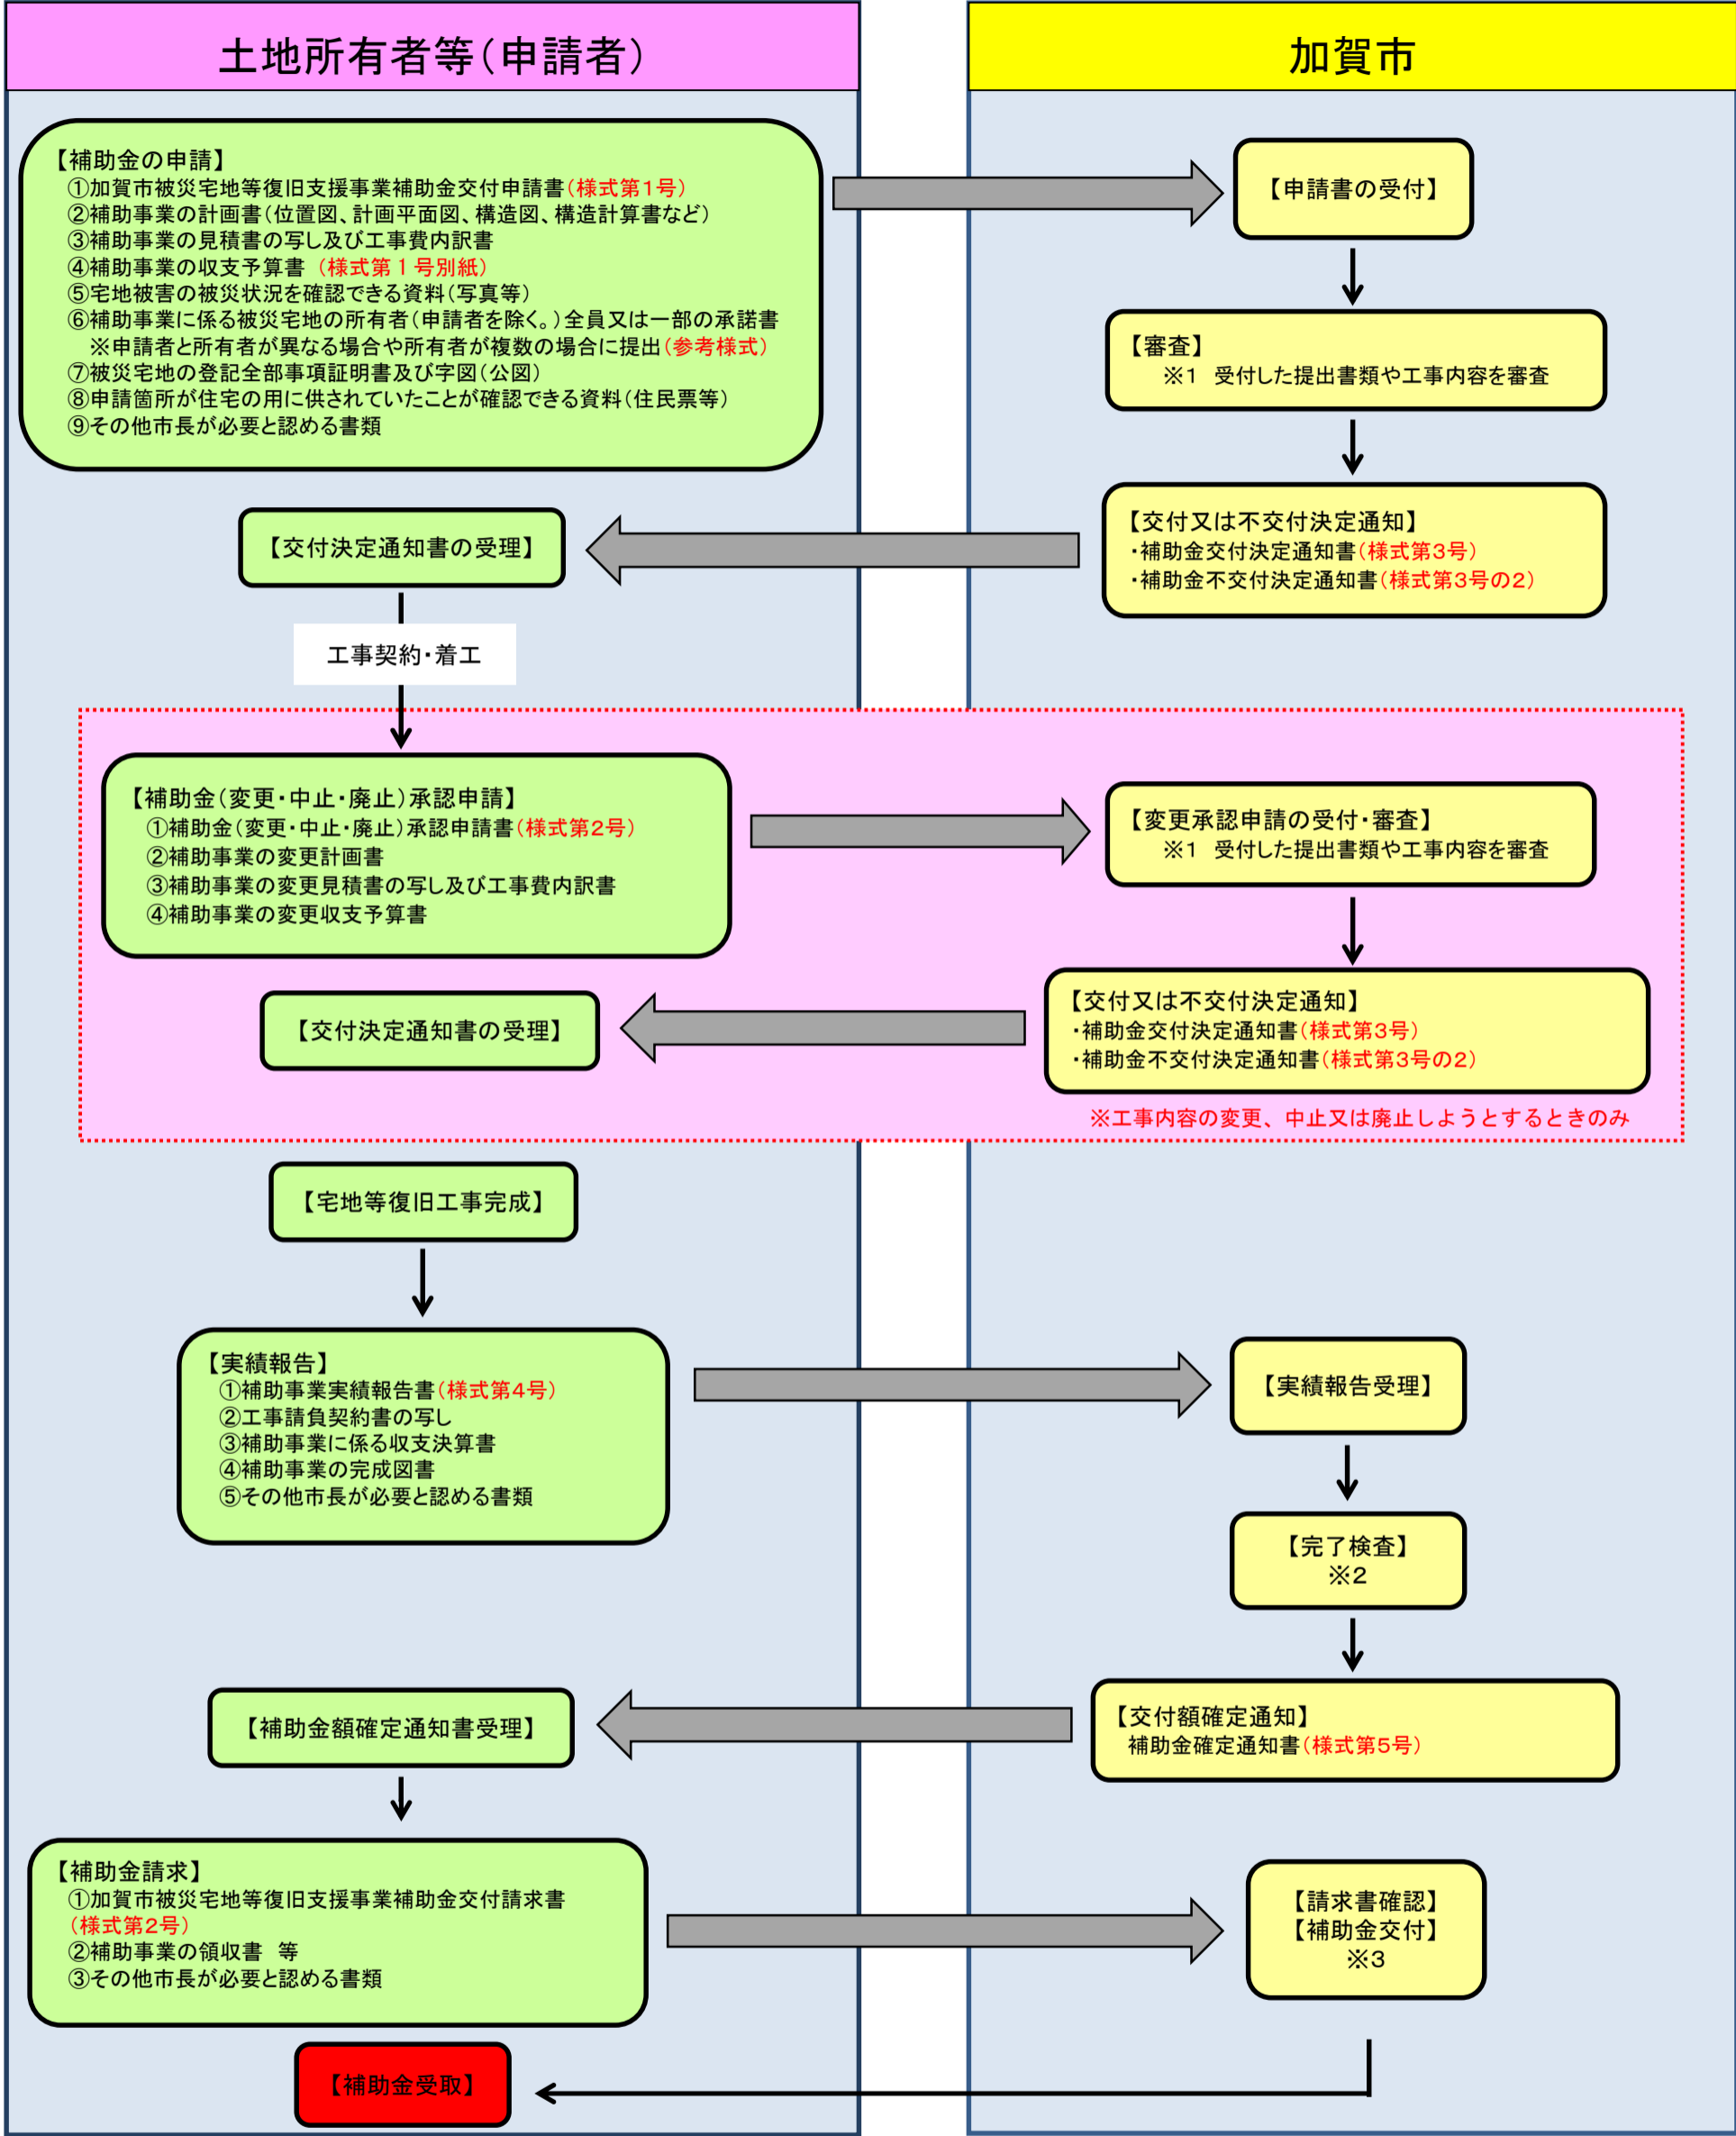 土地所有者等（申請者）
加賀市
【補助金の申請】
①加賀市被災宅地等復旧支援事業補助金交付申請書（様式第1号）
②補助事業の計画書（位置図、計画平面図、構造図、構造計算書など）
③補助事業の見積書の写し及び工事費内訳書
④補助事業の収支予算書（様式第１号別紙）
⑤宅地被害の被災状況を確認できる資料（写真等）
⑥補助事業に係る被災宅地の所有者（申請者を除く。）全員又は一部の承諾書
※申請者と所有者が異なる場合や所有者が複数の場合に提出（参考様式）
⑦被災宅地の登記全部事項証明書及び字図（公図）
⑧申請箇所が住宅の用に供されていたことが確認できる資料（住民票等）
⑨その他市長が必要と認める書類
【申請書の受付】
【審査】
※1　受付した提出書類や工事内容を審査
【交付又は不交付決定通知】
・補助金交付決定通知書（様式第3号）
・補助金不交付決定通知書（様式第3号の2）
【交付決定通知書の受理】
工事契約・着工
【補助金（変更・中止・廃止）承認申請】
①補助金（変更・中止・廃止）承認申請書（様式第2号）
②補助事業の変更計画書
③補助事業の変更見積書の写し及び工事費内訳書
④補助事業の変更収支予算書
【変更承認申請の受付・審査】
※1　受付した提出書類や工事内容を審査
【交付又は不交付決定通知】
・補助金交付決定通知書（様式第3号）
・補助金不交付決定通知書（様式第3号の2）
【交付決定通知書の受理】
※工事内容の変更、中止又は廃止しようとするときのみ
【宅地等復旧工事完成】
【実績報告】
①補助事業実績報告書（様式第4号）
②工事請負契約書の写し
③補助事業に係る収支決算書
④補助事業の完成図書
⑤その他市長が必要と認める書類
【実績報告受理】
【完了検査】
※2
【交付額確定通知】
補助金確定通知書（様式第5号）
【補助金額確定通知書受理】
【補助金請求】
①加賀市被災宅地等復旧支援事業補助金交付請求書
（様式第2号）
②補助事業の領収書　等
③その他市長が必要と認める書類
【請求書確認】
【補助金交付】
※3
【補助金受取】